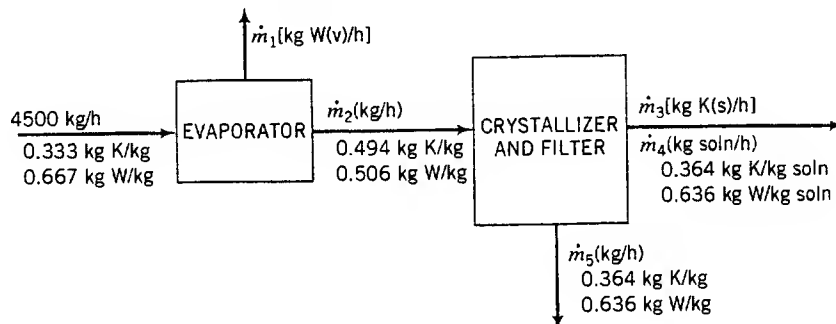 ṁ₁[kg W(v)/h]
4500 kg/h
0.333 kg K/kg
0.667 kg W/kg
EVAPORATOR
ṁ₂(kg/h)
0.494 kg K/kg
0.506 kg W/kg
CRYSTALLIZER
AND FILTER
ṁ₃[kg K(s)/h]
ṁ₄(kg soln/h)
0.364 kg K/kg soln
0.636 kg W/kg soln
ṁ₅(kg/h)
0.364 kg K/kg
0.636 kg W/kg